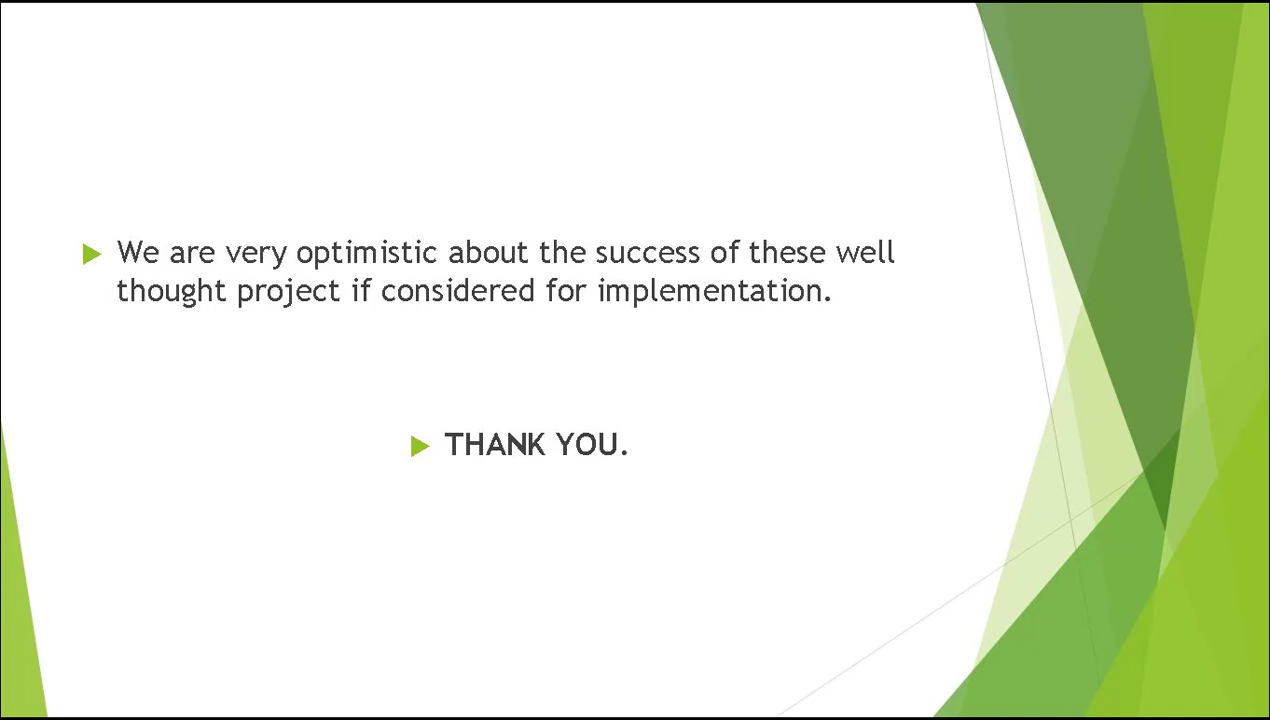 We are very optimistic about the success of these well
thought project if considered for implementation.
THANK YOU.